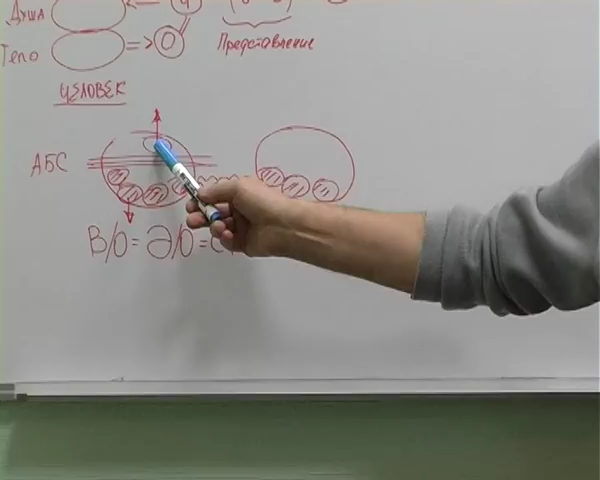 Душа
Тело O Представление
ЧЕЛОВЕК
АБС
В/О = Э/О =